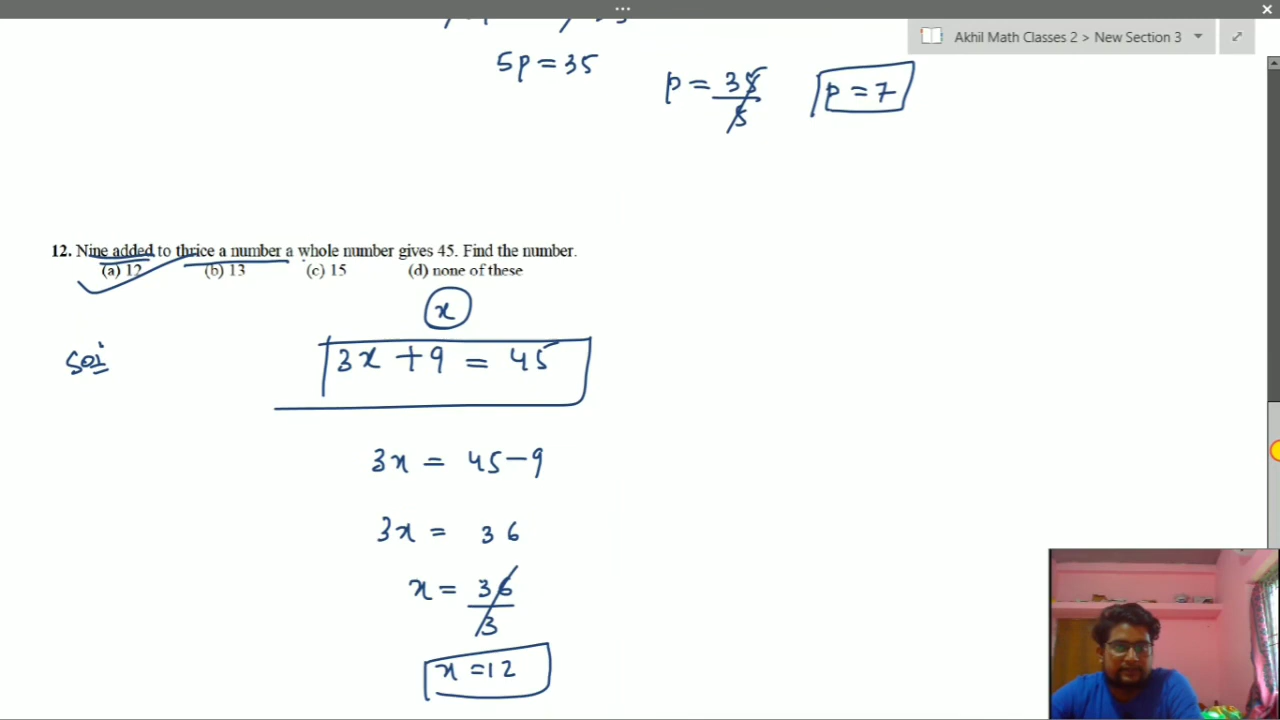 Akhil Math Classes 2 > New Section 3
5p = 35
p = 35/5
p = 7
12. Nine added to thrice a number a whole number gives 45. Find the number.
(a) 12 (b) 13 (c) 15 (d) none of these
x
3x + 9 = 45
3x = 45 - 9
3x = 36
x = 36/3
x = 12